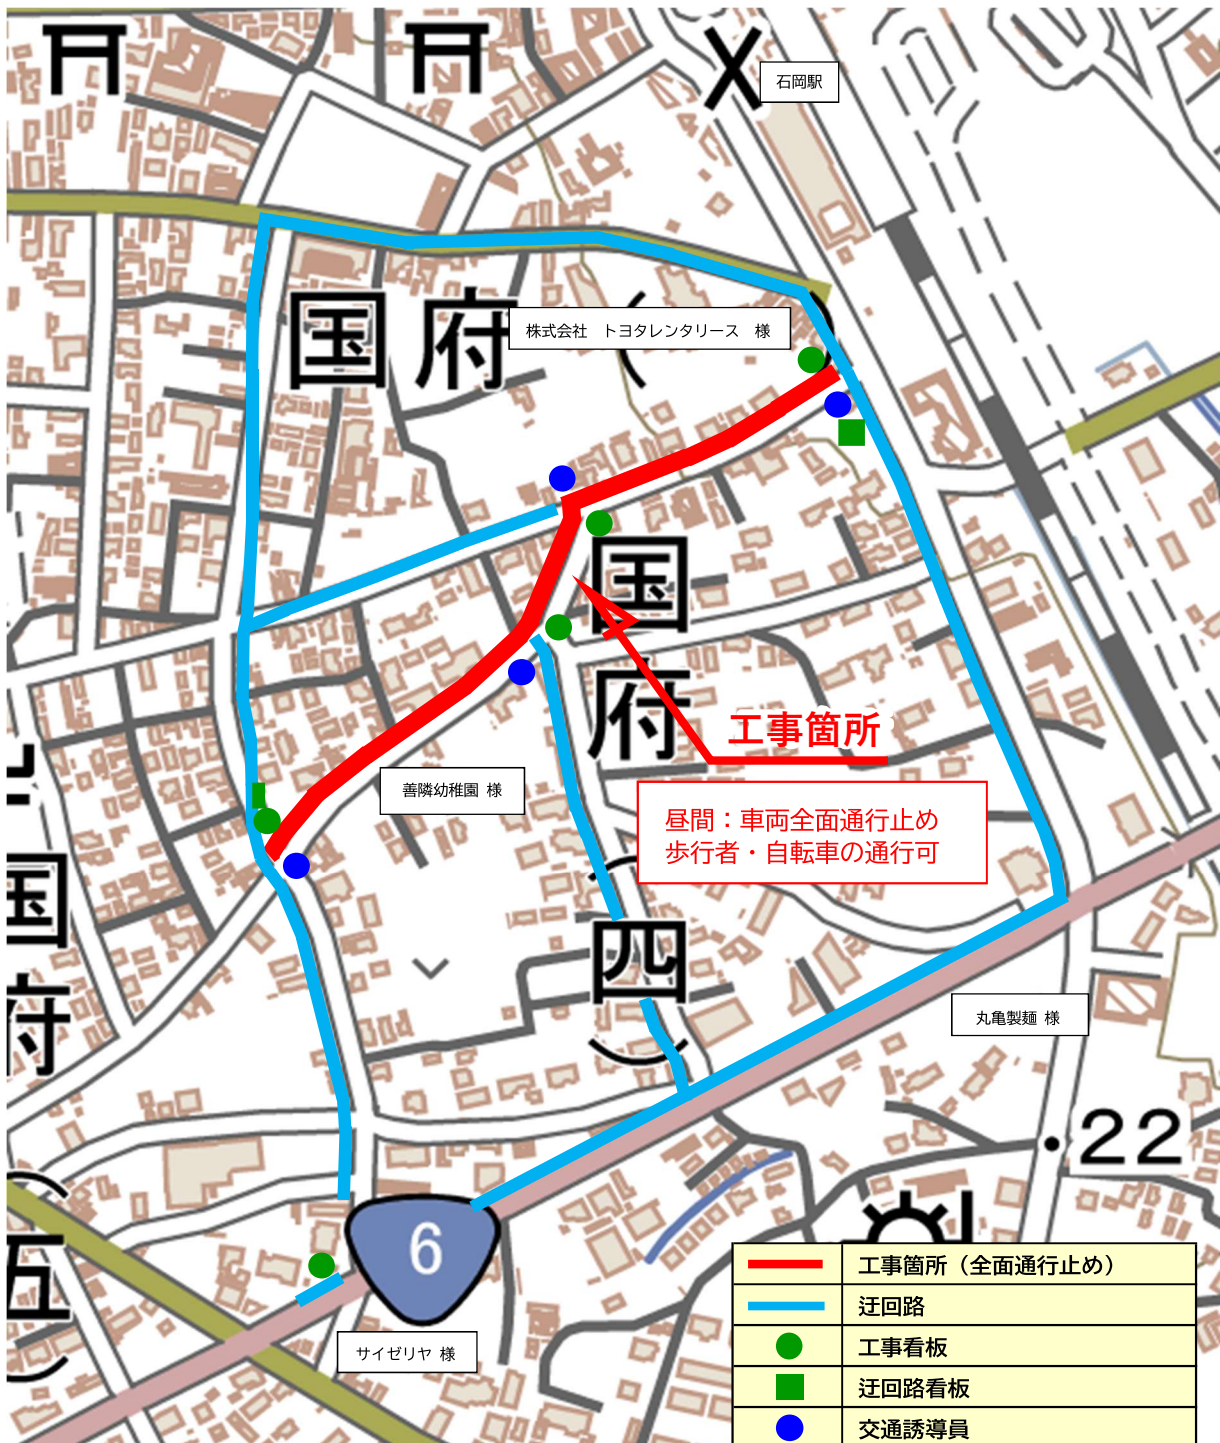 石岡駅
国府（
株式会社　トヨタレンタリース　様
国
府
四
）
工事箇所
昼間：車両全面通行止め
歩行者・自転車の通行可
善隣幼稚園 様
国
府
（
五
）
丸亀製麺 様
22
6
サイゼリヤ 様
工事箇所（全面通行止め）
迂回路
工事看板
迂回路看板
交通誘導員